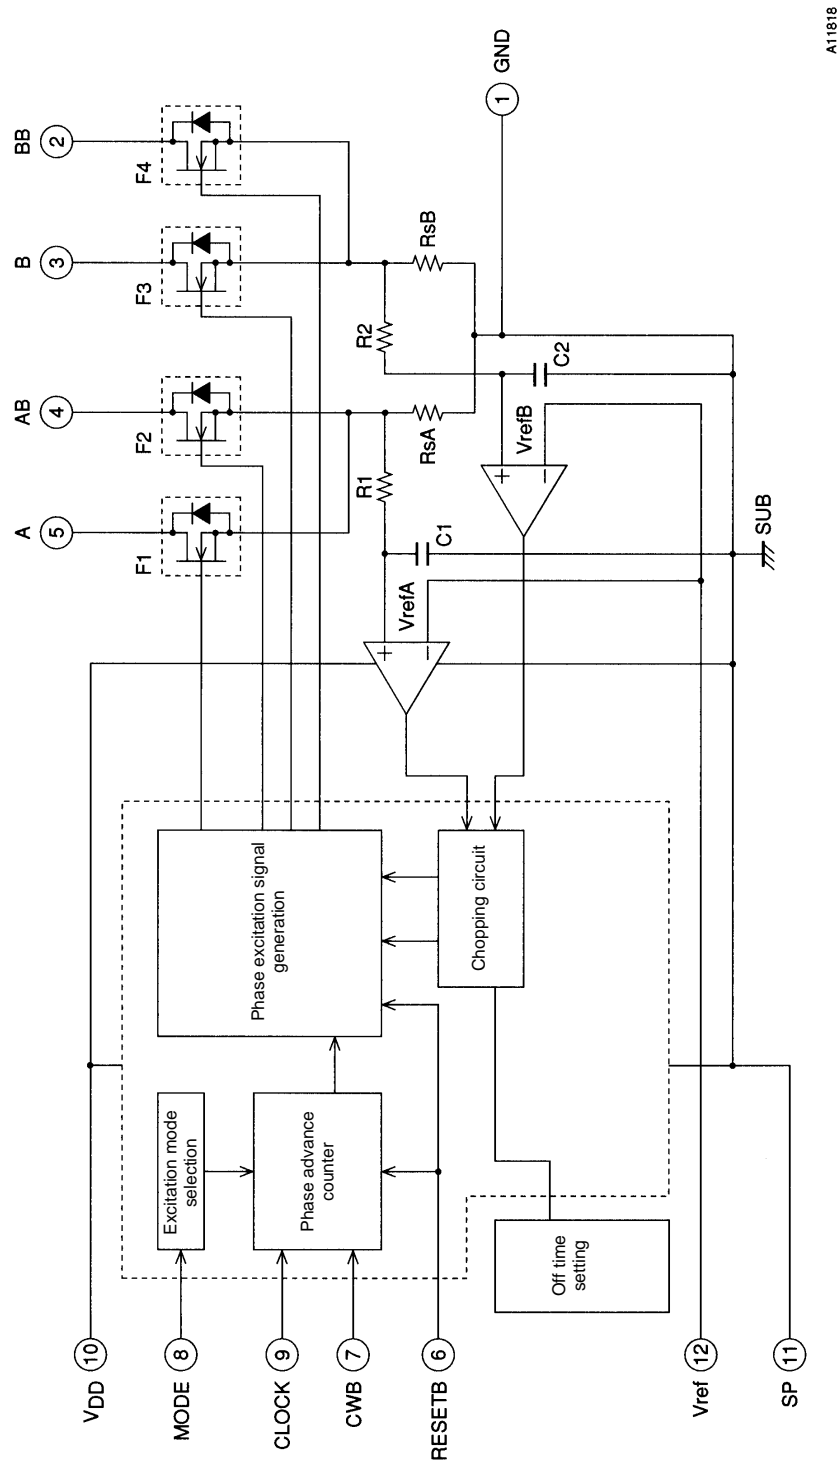 VDD 10
MODE 8
CLOCK 9
CWB 7
RESETB 6
Vref 12
SP 11
Excitation mode
selection
Phase advance
counter
Off time
setting
Phase excitation signal
generation
Chopping circuit
VrefA
+
−
VrefB
+
−
C1
C2
R1
R2
RsA
RsB
SUB
F1
F2
F3
F4
A 5
AB 4
B 3
BB 2
1 GND
A11818